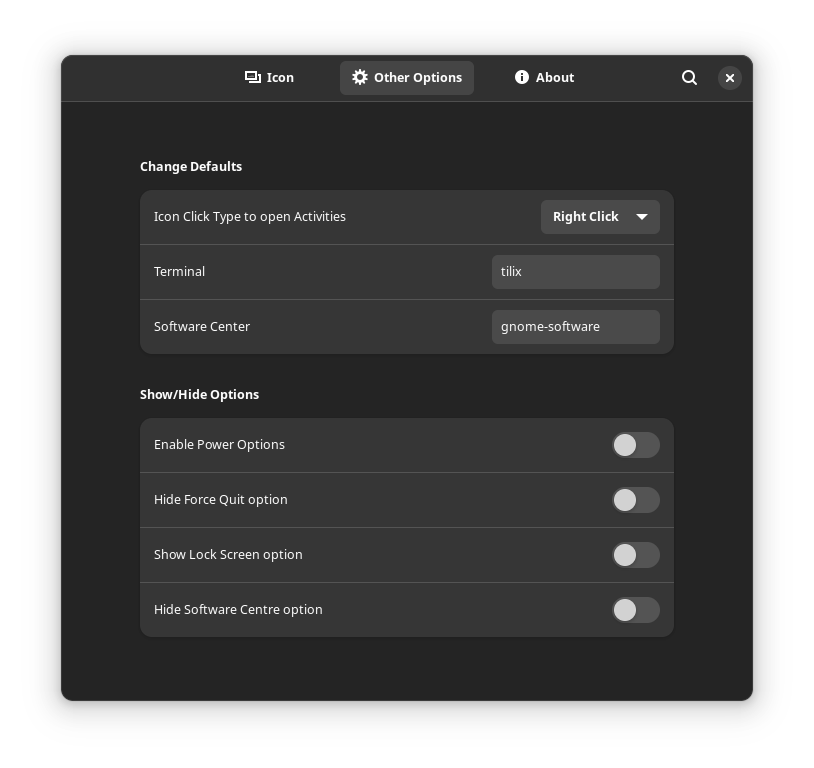 Icon
Other Options
About
Change Defaults
Icon Click Type to open Activities
Right Click
Terminal
tilix
Software Center
gnome-software
Show/Hide Options
Enable Power Options
Hide Force Quit option
Show Lock Screen option
Hide Software Centre option